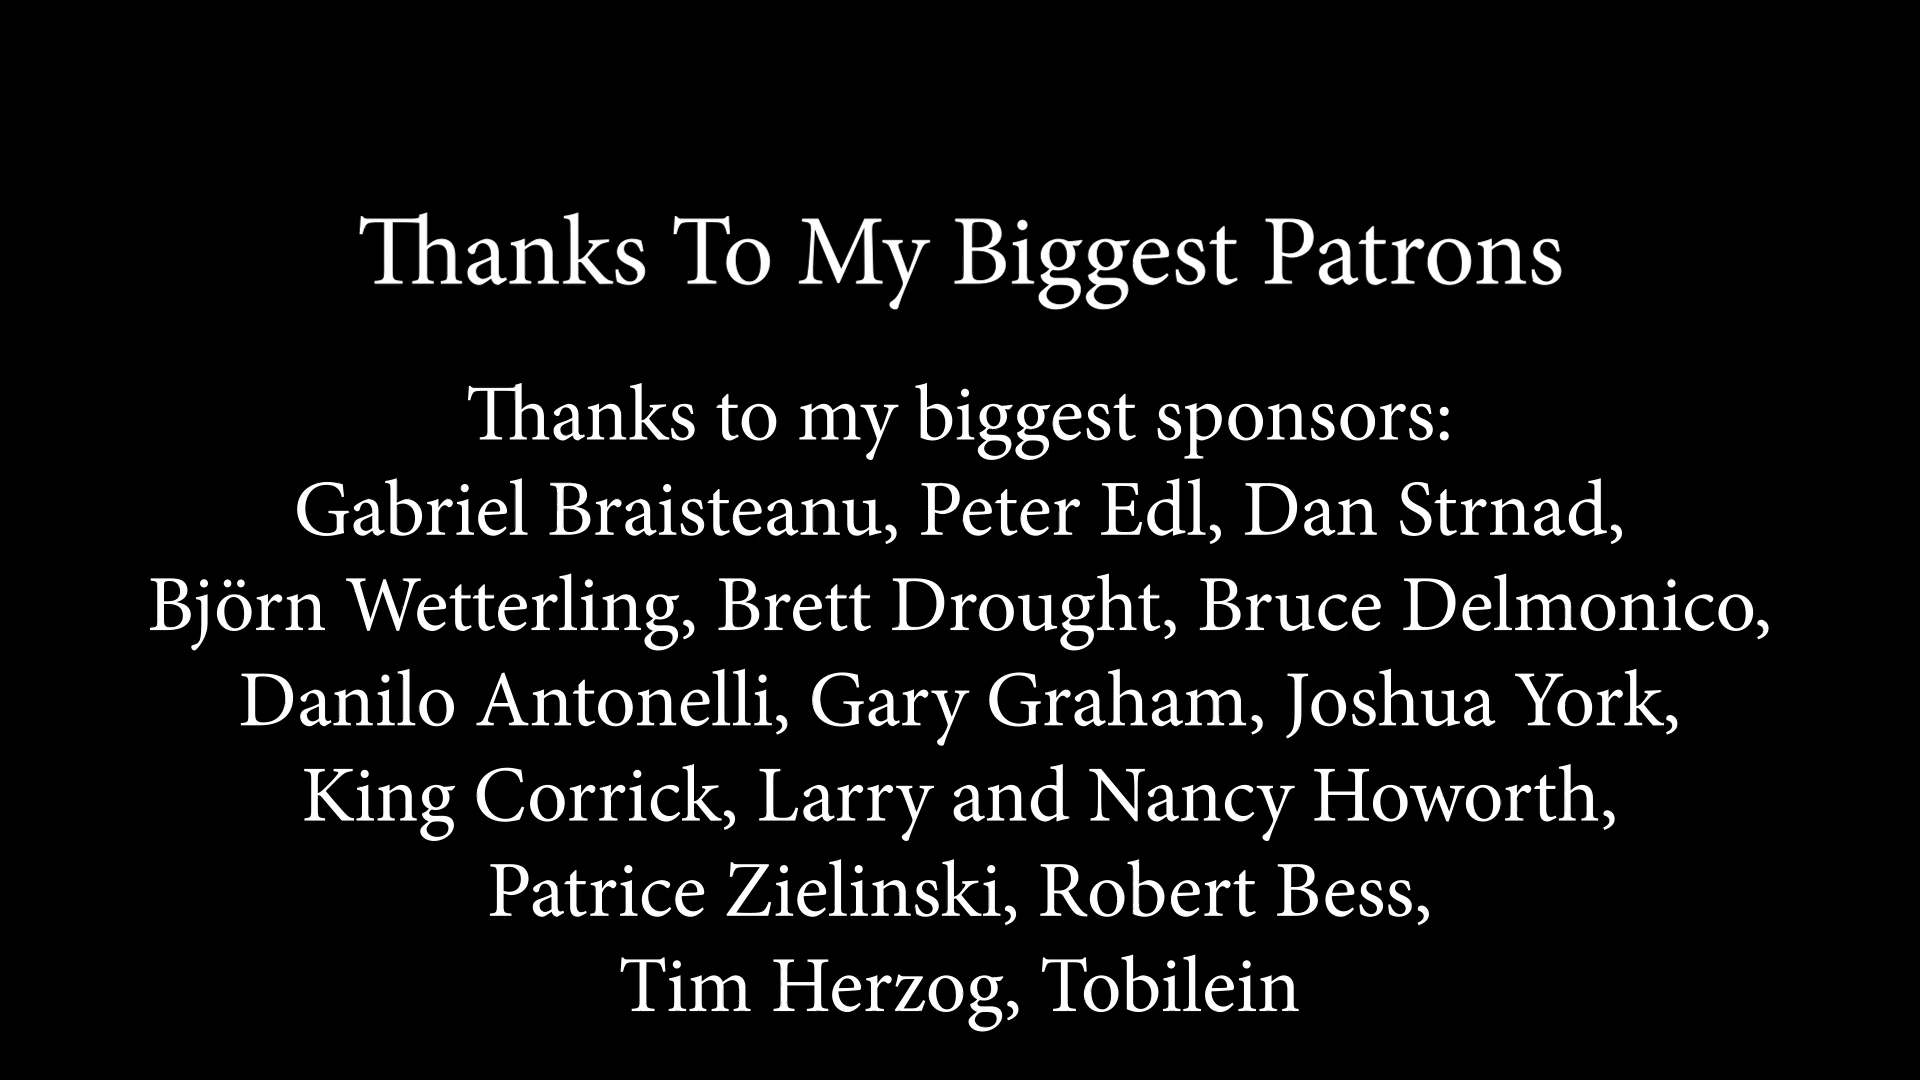 Thanks To My Biggest Patrons
Thanks to my biggest sponsors:
Gabriel Braisteanu, Peter Edl, Dan Strnad,
Björn Wetterling, Brett Drought, Bruce Delmonico,
Danilo Antonelli, Gary Graham, Joshua York,
King Corrick, Larry and Nancy Howorth,
Patrice Zielinski, Robert Bess,
Tim Herzog, Tobilein